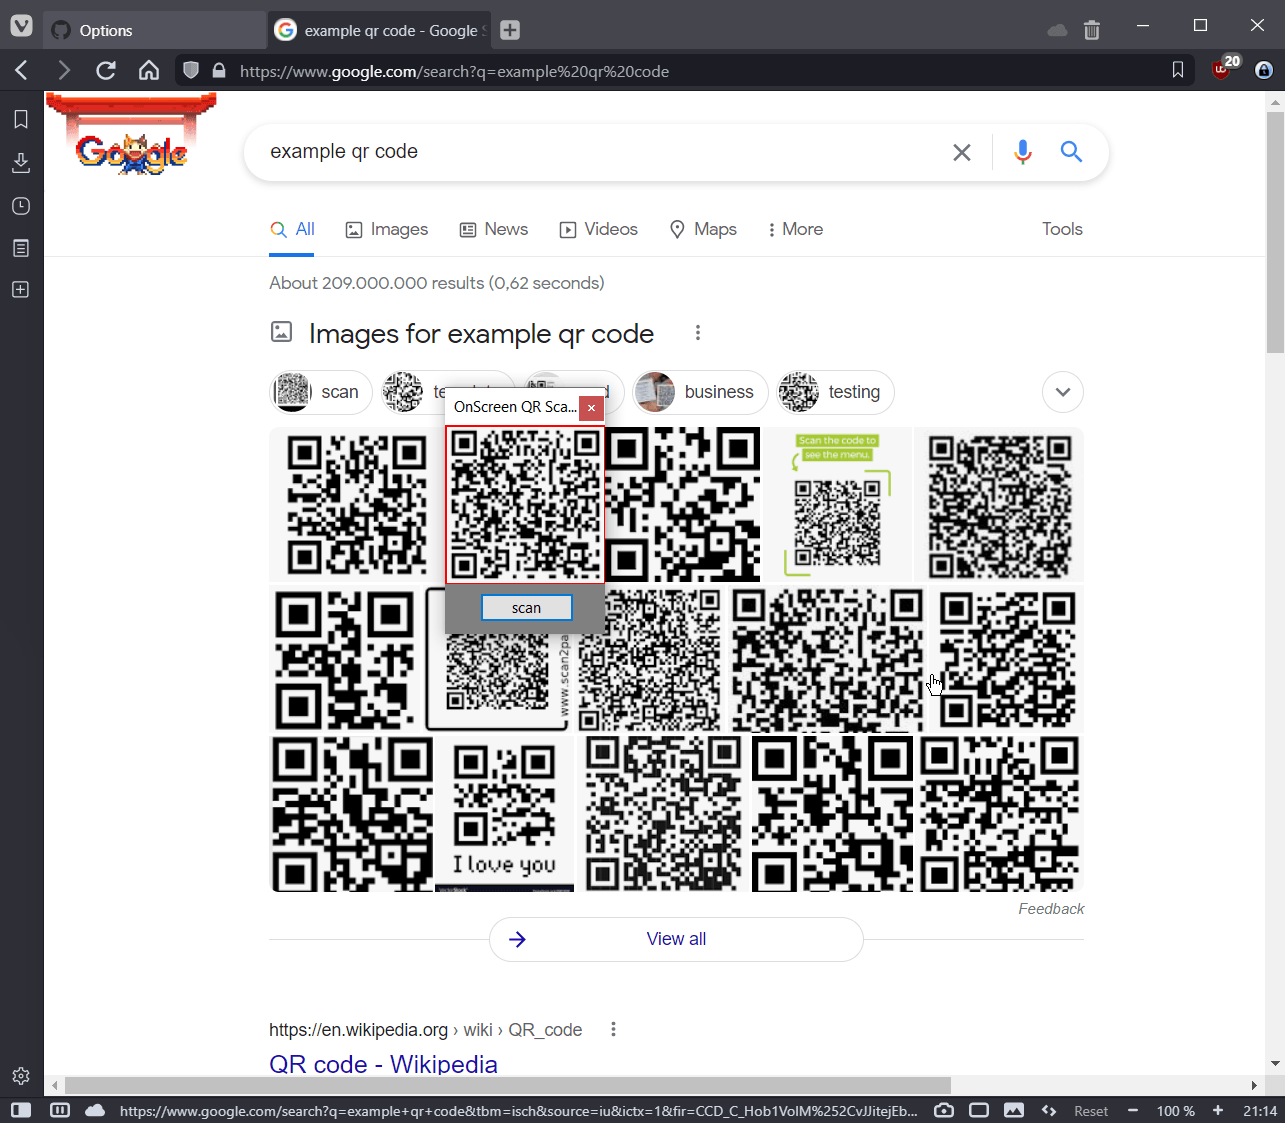 Options
example qr code - Google S
https://www.google.com/search?q=example%20qr%20code
20
Google
example qr code
All
Images
News
Videos
Maps
More
Tools
About 209.000.000 results (0,62 seconds)
Images for example qr code
scan
business
testing
OnScreen QR Sca...
Scan the code to
see the menu.
scan
www.scan2pa
I love you
Feedback
View all
https://en.wikipedia.org › wiki › QR_code
QR code - Wikipedia
https://www.google.com/search?q=example+qr+code&tbm=isch&source=iu&ictx=1&fir=CCD_C_Hob1VoIM%252CvJJitejEb...
Reset
100 %
21:14